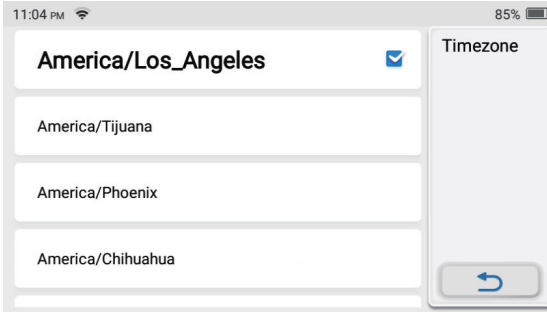 11:04 PM
85%
America/Los_Angeles
Timezone
America/Tijuana
America/Phoenix
America/Chihuahua